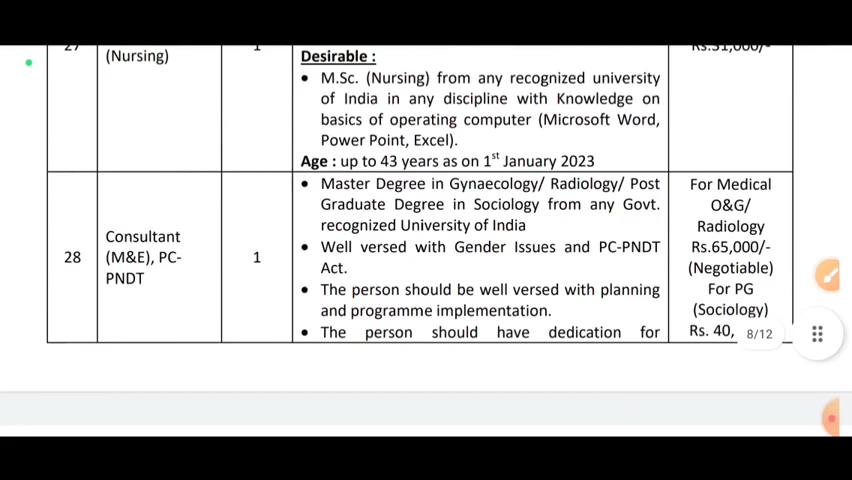 27
(Nursing)
1
Desirable :
• M.Sc. (Nursing) from any recognized university
of India in any discipline with Knowledge on
basics of operating computer (Microsoft Word,
Power Point, Excel).
Age : up to 43 years as on 1st January 2023
Rs.31,000/-
28
Consultant
(M&E), PC-
PNDT
1
• Master Degree in Gynaecology/ Radiology/ Post
Graduate Degree in Sociology from any Govt.
recognized University of India
• Well versed with Gender Issues and PC-PNDT
Act.
• The person should be well versed with planning
and programme implementation.
• The person should have dedication for
For Medical
O&G/
Radiology
Rs.65,000/-
(Negotiable)
For PG
(Sociology)
Rs. 40,
8/12